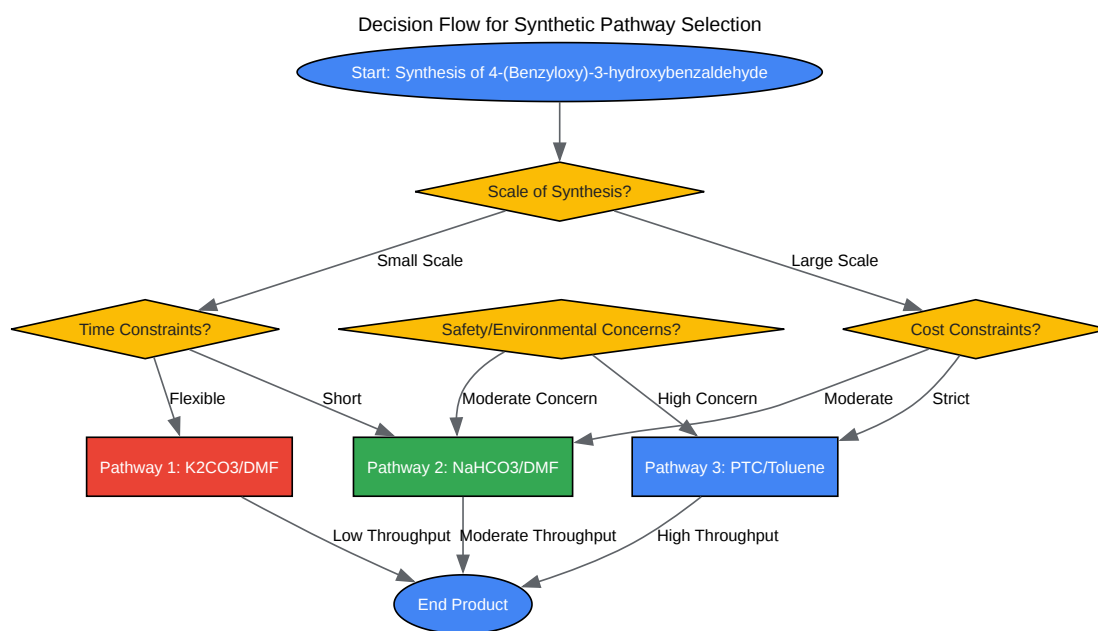 Decision Flow for Synthetic Pathway Selection
Start: Synthesis of 4-(Benzyloxy)-3-hydroxybenzaldehyde
Scale of Synthesis?
Small Scale
Large Scale
Time Constraints?
Safety/Environmental Concerns?
Cost Constraints?
Flexible
Short
Moderate Concern
High Concern
Moderate
Strict
Pathway 1: K2CO3/DMF
Pathway 2: NaHCO3/DMF
Pathway 3: PTC/Toluene
Low Throughput
Moderate Throughput
High Throughput
End Product